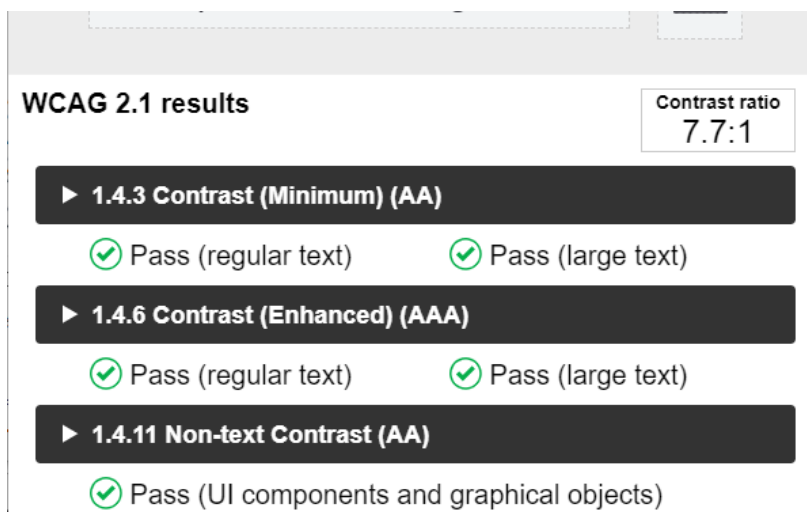 WCAG 2.1 results
Contrast ratio
7.7:1
1.4.3 Contrast (Minimum) (AA)
Pass (regular text) Pass (large text)
1.4.6 Contrast (Enhanced) (AAA)
Pass (regular text) Pass (large text)
1.4.11 Non-text Contrast (AA)
Pass (UI components and graphical objects)